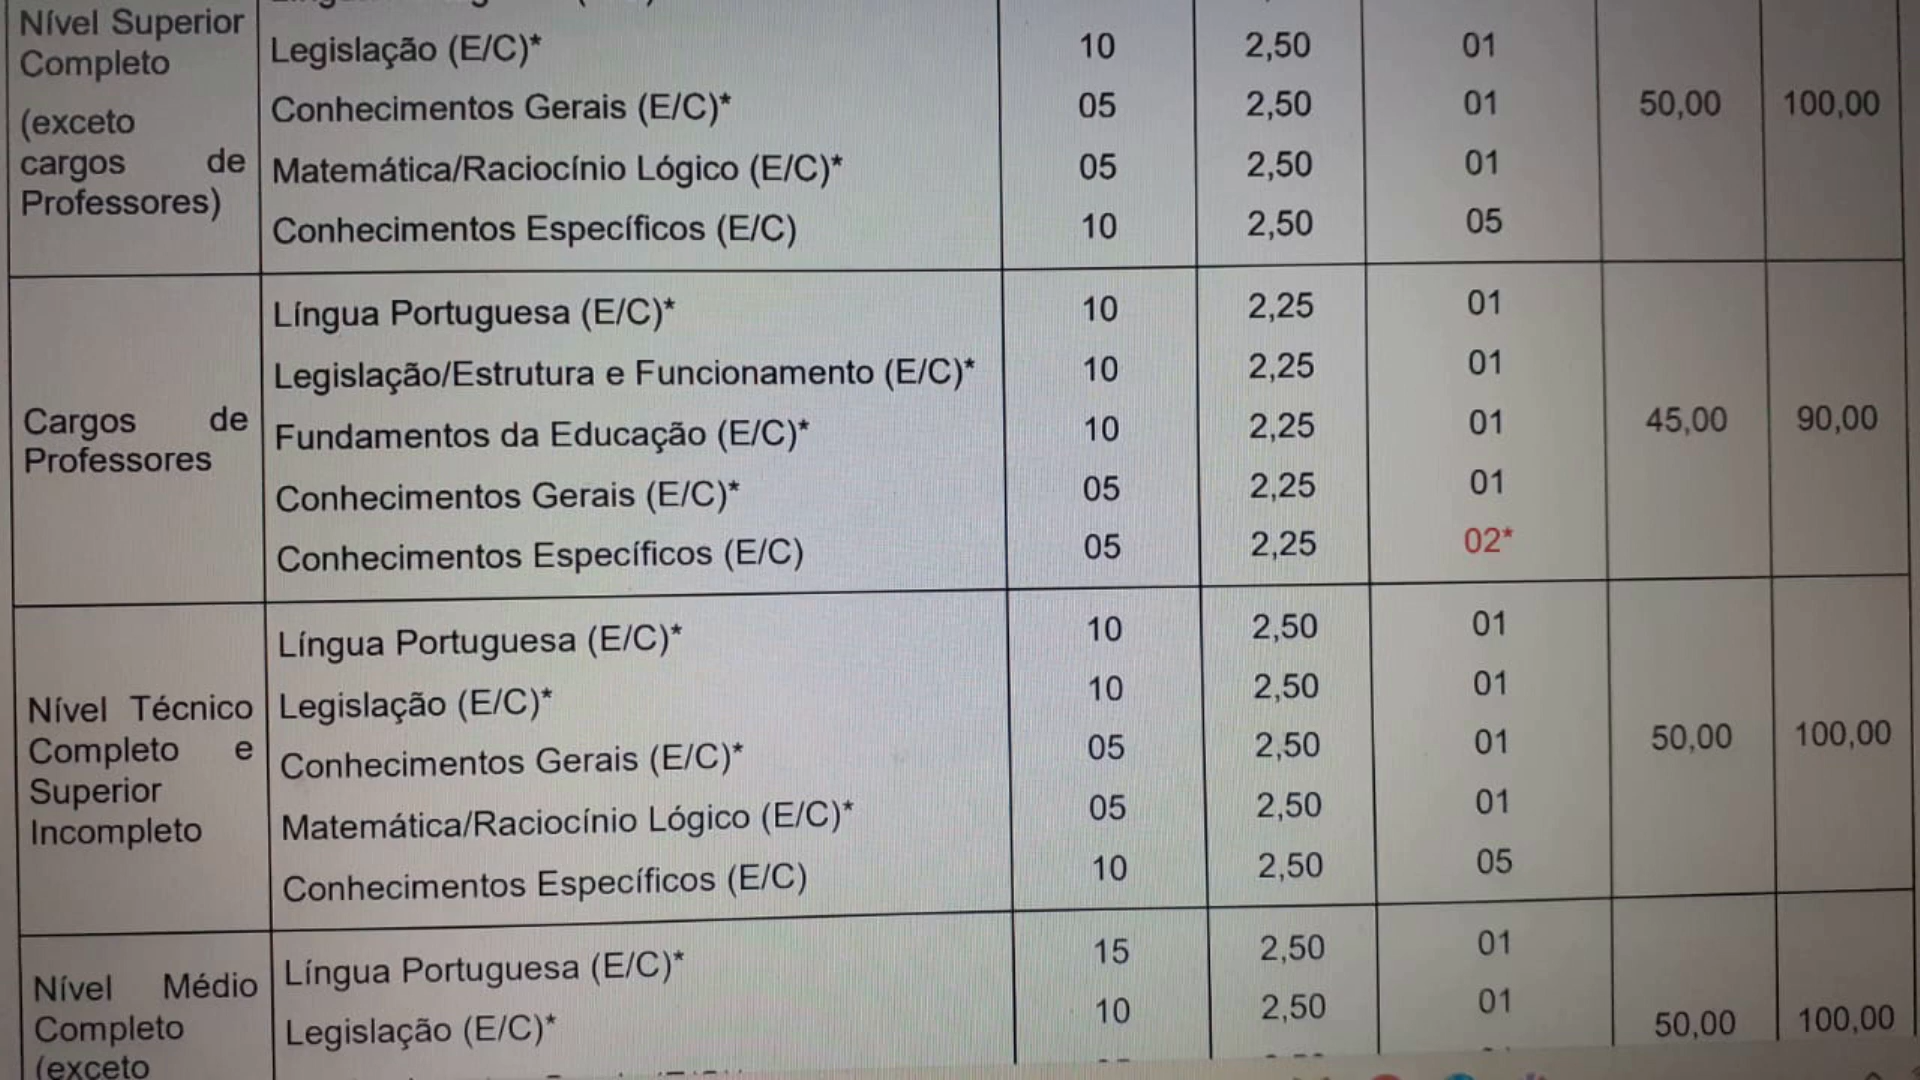 Nível Superior
Completo
(exceto
cargos de
Professores)
Legislação (E/C)* 10 2,50 01
Conhecimentos Gerais (E/C)* 05 2,50 01 50,00 100,00
Matemática/Raciocínio Lógico (E/C)* 05 2,50 01
Conhecimentos Específicos (E/C) 10 2,50 05
Cargos de
Professores
Língua Portuguesa (E/C)* 10 2,25 01
Legislação/Estrutura e Funcionamento (E/C)* 10 2,25 01
Fundamentos da Educação (E/C)* 10 2,25 01 45,00 90,00
Conhecimentos Gerais (E/C)* 05 2,25 01
Conhecimentos Específicos (E/C) 05 2,25 02*
Nível Técnico
Completo e
Superior
Incompleto
Língua Portuguesa (E/C)* 10 2,50 01
Legislação (E/C)* 10 2,50 01
Conhecimentos Gerais (E/C)* 05 2,50 01 50,00 100,00
Matemática/Raciocínio Lógico (E/C)* 05 2,50 01
Conhecimentos Específicos (E/C) 10 2,50 05
Nível Médio
Completo
(exceto
Língua Portuguesa (E/C)* 15 2,50 01
Legislação (E/C)* 10 2,50 01 50,00 100,00